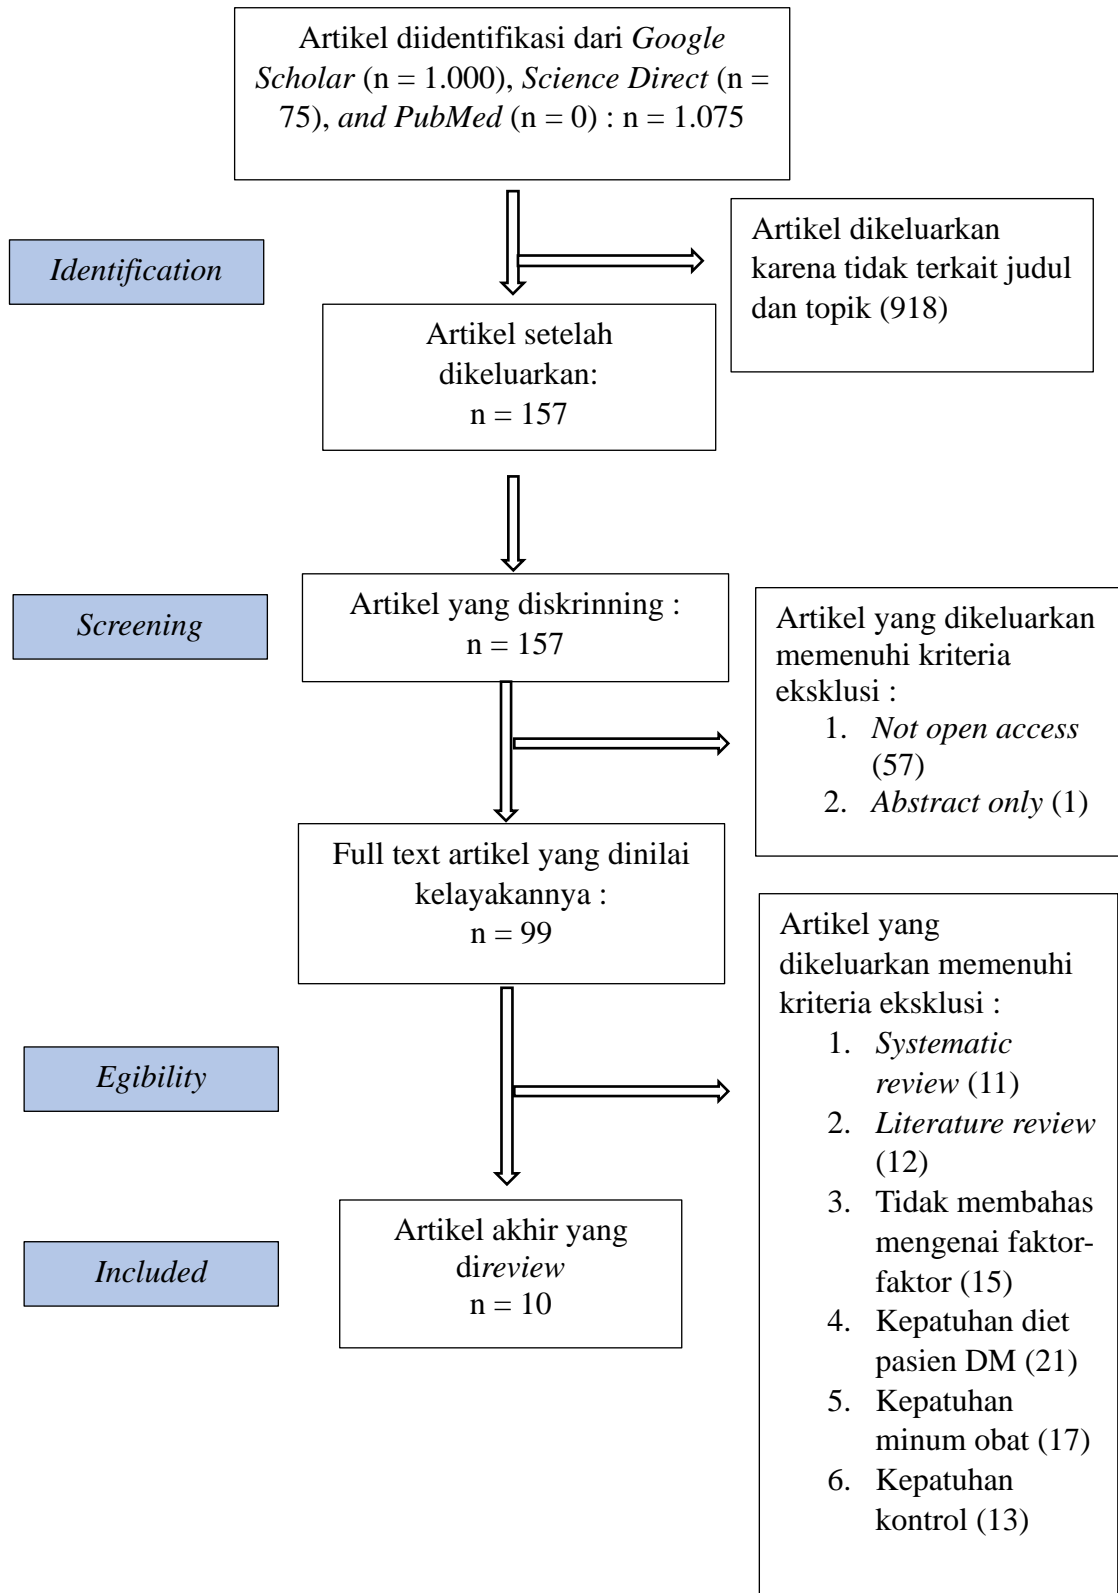 Artikel diidentifikasi dari Google
Scholar (n = 1.000), Science Direct (n =
75), and PubMed (n = 0) : n = 1.075
Identification
Artikel dikeluarkan
karena tidak terkait judul
dan topik (918)
Artikel setelah
dikeluarkan:
n = 157
Screening
Artikel yang diskrinning :
n = 157
Artikel yang dikeluarkan
memenuhi kriteria
eksklusi :
1. Not open access
(57)
2. Abstract only (1)
Full text artikel yang dinilai
kelayakannya :
n = 99
Egibility
Artikel yang
dikeluarkan memenuhi
kriteria eksklusi :
1. Systematic
review (11)
2. Literature review
(12)
3. Tidak membahas
mengenai faktor-
faktor (15)
4. Kepatuhan diet
pasien DM (21)
5. Kepatuhan
minum obat (17)
6. Kepatuhan
kontrol (13)
Included
Artikel akhir yang
direview
n = 10